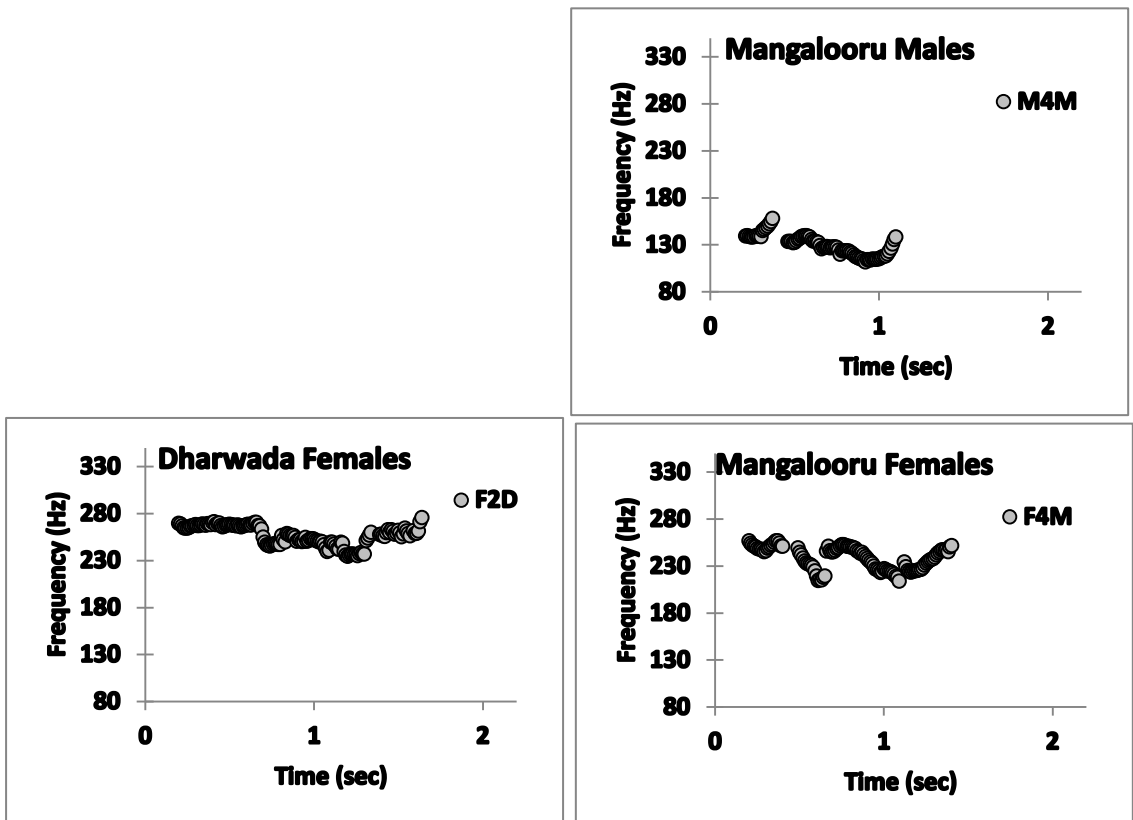 Mangalooru Males
Frequency (Hz)
330
280
230
180
130
80
M4M
0 1 2
Time (sec)
Dharwada Females
Frequency (Hz)
330
280
230
180
130
80
F2D
0 1 2
Time (sec)
Mangalooru Females
Frequency (Hz)
330
280
230
180
130
80
F4M
0 1 2
Time (sec)